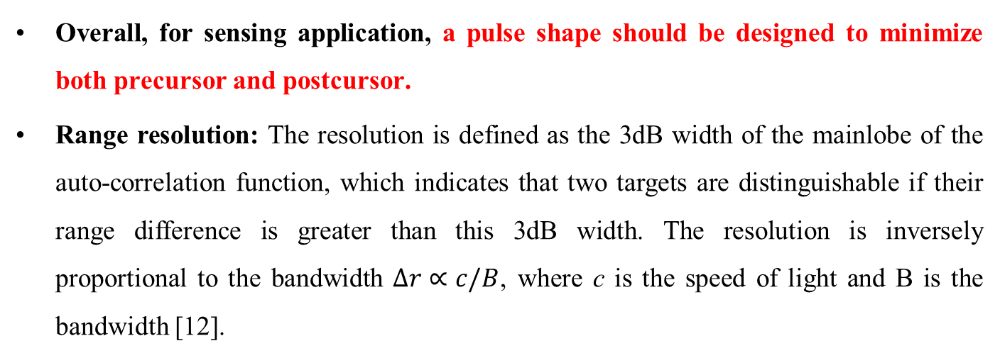 • Overall, for sensing application, a pulse shape should be designed to minimize
both precursor and postcursor.
• Range resolution: The resolution is defined as the 3dB width of the mainlobe of the
auto-correlation function, which indicates that two targets are distinguishable if their
range difference is greater than this 3dB width. The resolution is inversely
proportional to the bandwidth Δr ∝ c/B, where c is the speed of light and B is the
bandwidth [12].